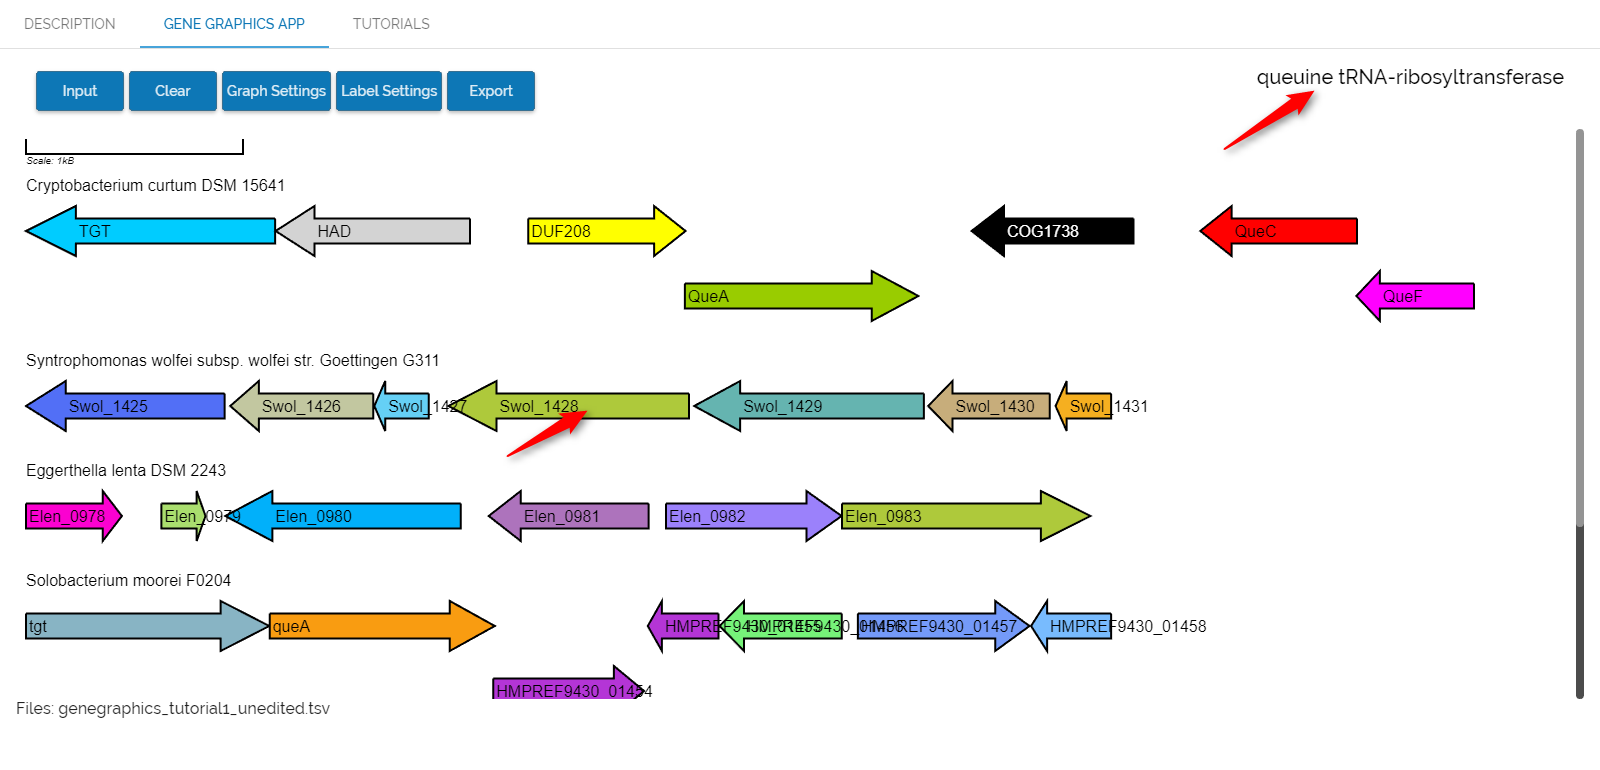 DESCRIPTION GENE GRAPHICS APP TUTORIALS
Input Clear Graph Settings Label Settings Export
queuine tRNA-ribosyltransferase
Scale: 1kB
Cryptobacterium curtum DSM 15641
TGT HAD DUF208 COG1738 QueC
QueA QueF
Syntrophomonas wolfei subsp. wolfei str. Goettingen G311
Swol_1425 Swol_1426 Swol_1427 Swol_1428 Swol_1429 Swol_1430 Swol_1431
Eggerthella lenta DSM 2243
Elen_0978 Elen_0979 Elen_0980 Elen_0981 Elen_0982 Elen_0983
Solobacterium moorei F0204
tgt queA HMPREF9430_01455 HMPREF9430_01456 HMPREF9430_01457 HMPREF9430_01458
HMPREF9430_01454
Files: genegraphics_tutorial1_unedited.tsv